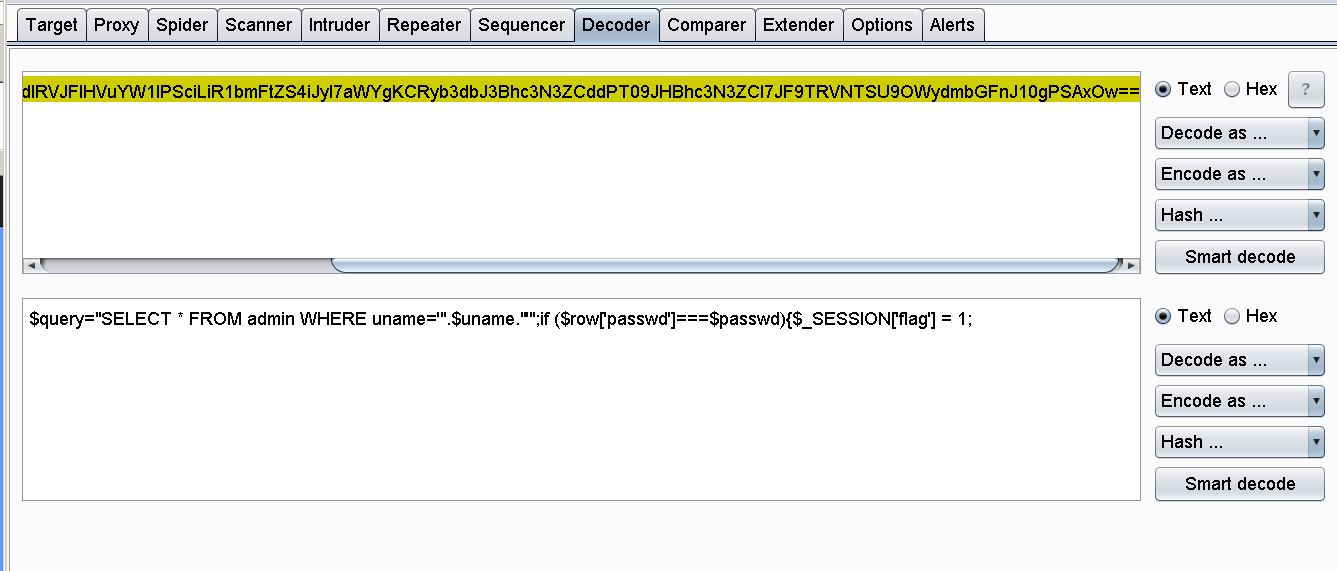 Target Proxy Spider Scanner Intruder Repeater Sequencer Decoder Comparer Extender Options Alerts
dlRVJFIHVuYW1lPSciLiR1bmFtZS4iJyI7aWYgKCRyb3dbJ3Bhc3N3ZCddPT09JHBhc3N3ZCl7JF9TRVNTSU9OWydmbGFnJ10gPSAxOw==
Text Hex ?
Decode as ...
Encode as ...
Hash ...
Smart decode
$query="SELECT * FROM admin WHERE uname='".$uname."'";if ($row['passwd']===$passwd){$_SESSION['flag'] = 1;
Text Hex
Decode as ...
Encode as ...
Hash ...
Smart decode